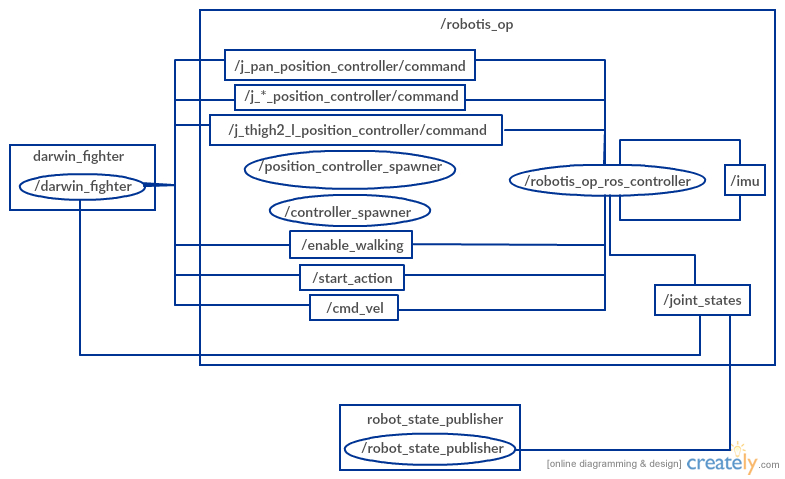 /robotis_op
/j_pan_position_controller/command
/j_*_position_controller/command
/j_thigh2_l_position_controller/command
darwin_fighter
/darwin_fighter
/position_controller_spawner
/robotis_op_ros_controller
/imu
/controller_spawner
/enable_walking
/start_action
/cmd_vel
/joint_states
robot_state_publisher
/robot_state_publisher
[online diagramming & design] creately.com